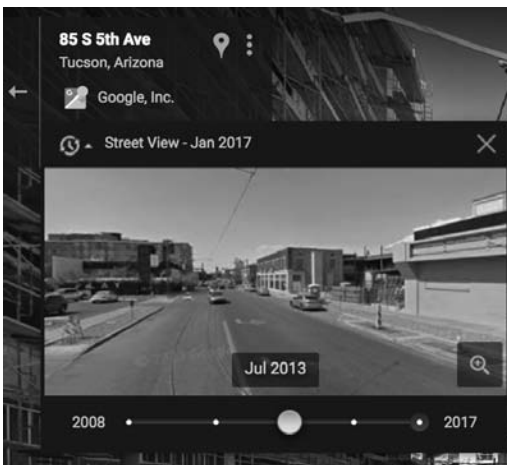 85 S 5th Ave
Tucson, Arizona
Google, Inc.
Street View - Jan 2017
Jul 2013
2008 2017